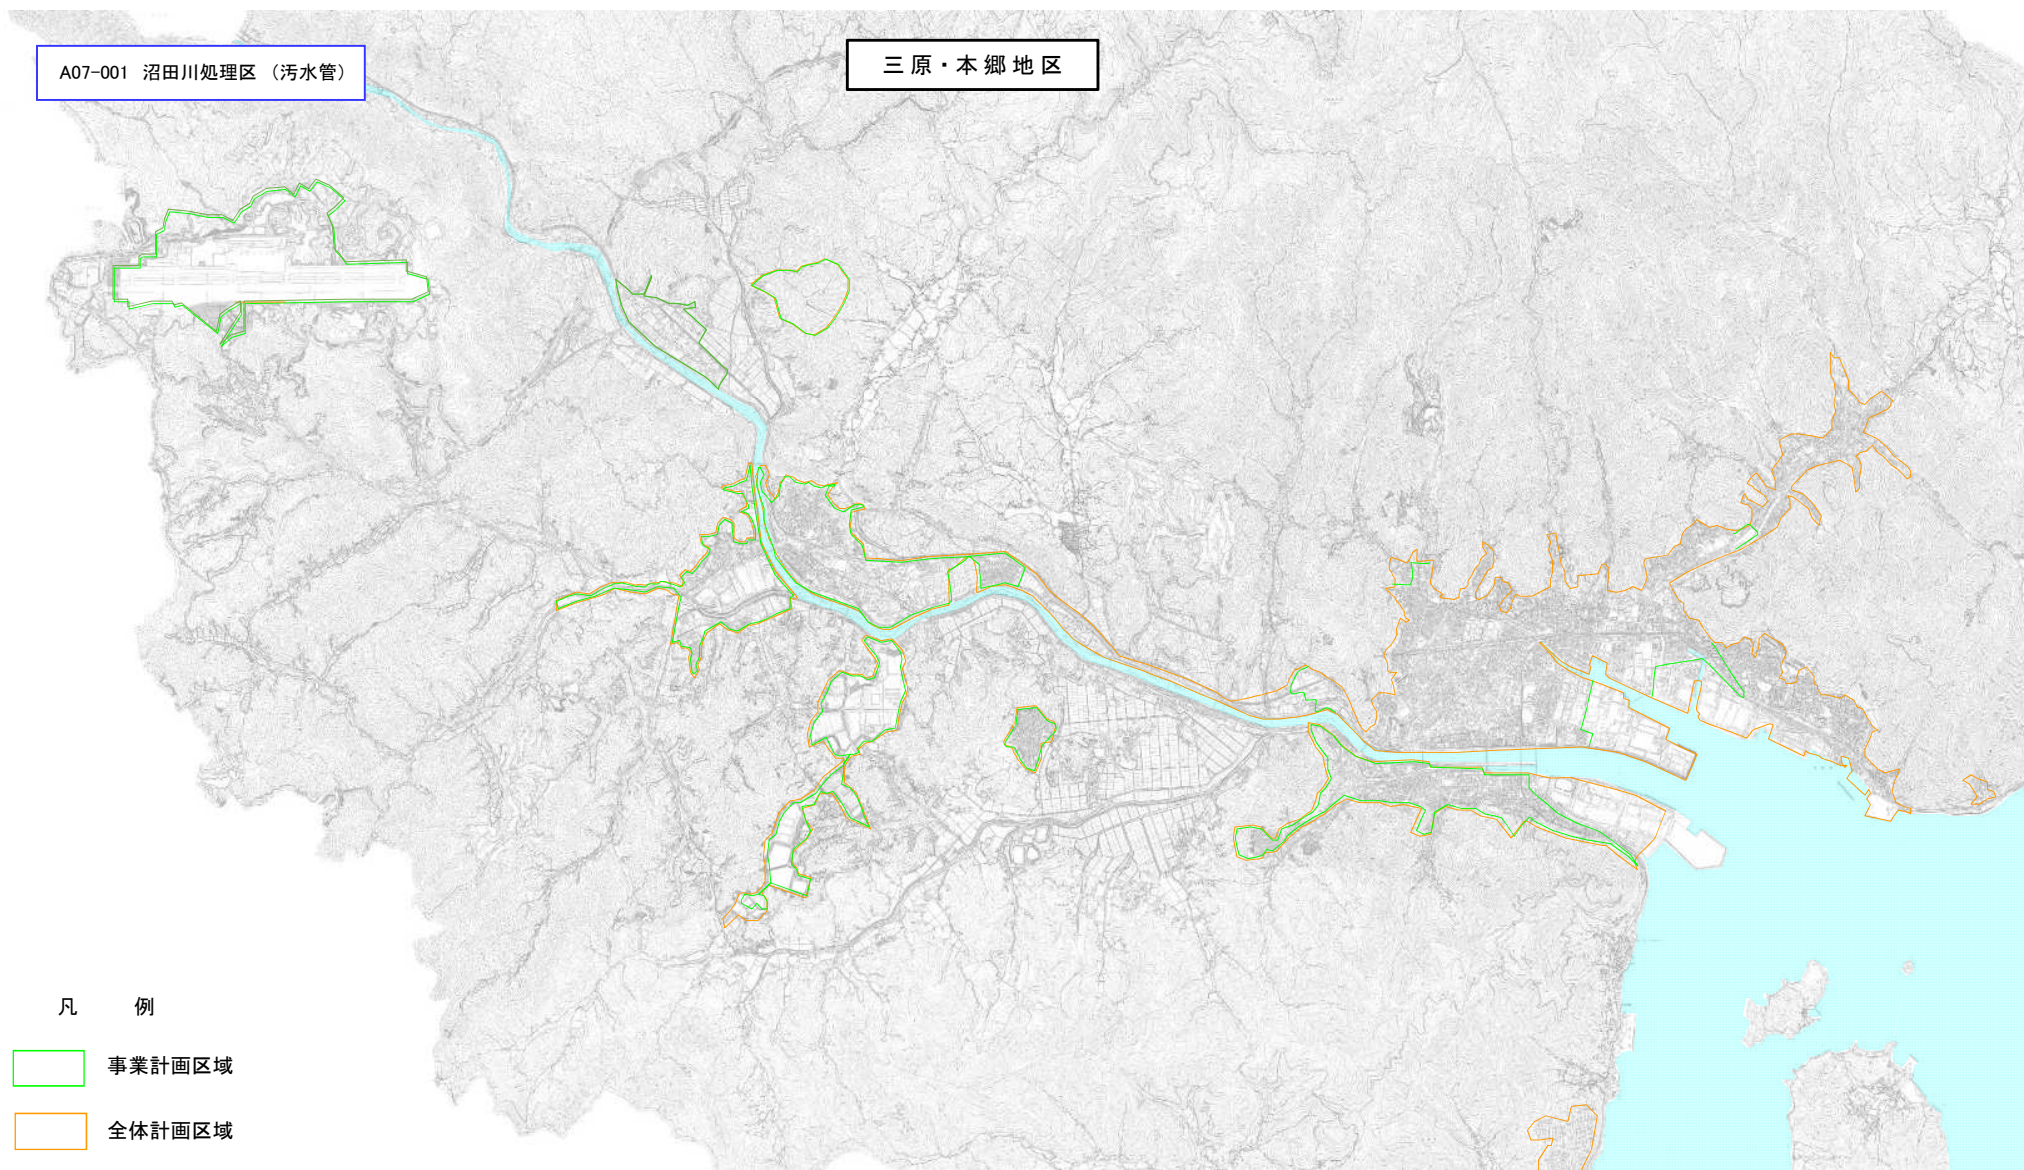 A07-001 沼田川処理区（汚水管）
三原・本郷地区
凡 例
事業計画区域
全体計画区域